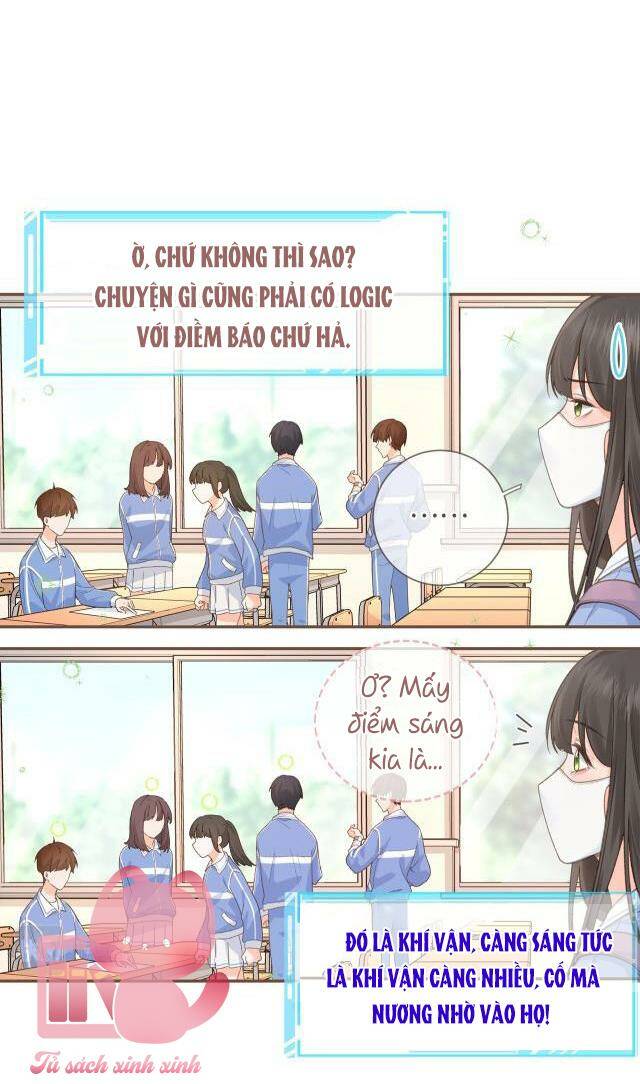 Ờ, CHỨ KHÔNG THÌ SAO?
CHUYỆN GÌ CŨNG PHẢI CÓ LOGIC
VỚI ĐIỀM BÁO CHỨ HẢ.
......
Ơ? Mấy
điểm sáng
kia là...
ĐÓ LÀ KHÍ VẬN, CÀNG SÁNG TỨC
LÀ KHÍ VẬN CÀNG NHIỀU, CỐ MÀ
NƯƠNG NHỜ VÀO HỌ!
Tủ sách xinh xinh